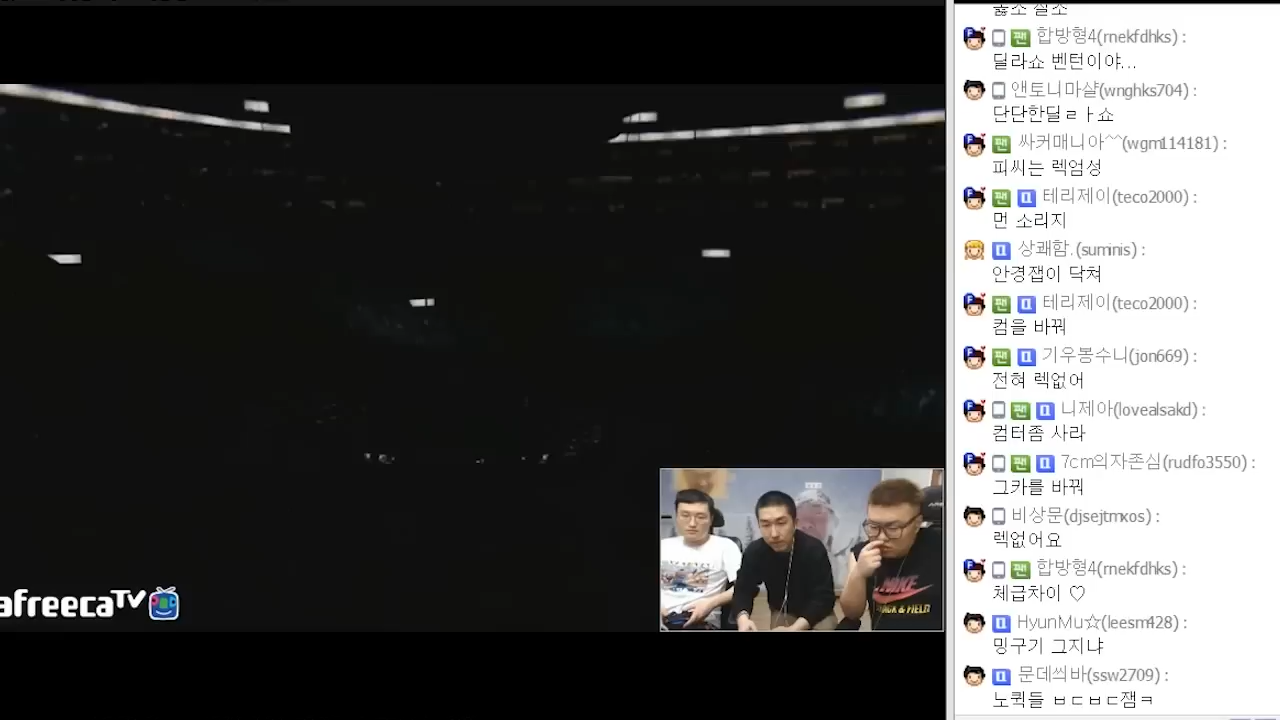 합방형4(rnekfdhks) :
딜라쇼 벤턴이야...
앤토니마샬(wnghks704) :
단단한딜ㄹㅏ쇼
싸커매니아^^(wgm114181) :
피씨는 렉엄성
테리제이(teco2000) :
먼 소리지
상쾌함.(suminis) :
안경잽이 닥쳐
테리제이(teco2000) :
컴을 바꿔
기우봉수니(jon669) :
전혀 렉없어
니제아(lovealsakd) :
컴터좀 사라
7cm의자존심(rudfo3550) :
그카를 바꿔
비상문(djsejtmxos) :
렉없어요
합방형4(rnekfdhks) :
체급차이 ♡
HyunMu☆(leesm428) :
밍구기 그지냐
문데씌바(ssw2709) :
노쿽들 ㅂㄷㅂㄷ잼ㅋ
afreecaTV
NIKE
TRACK & FIELD